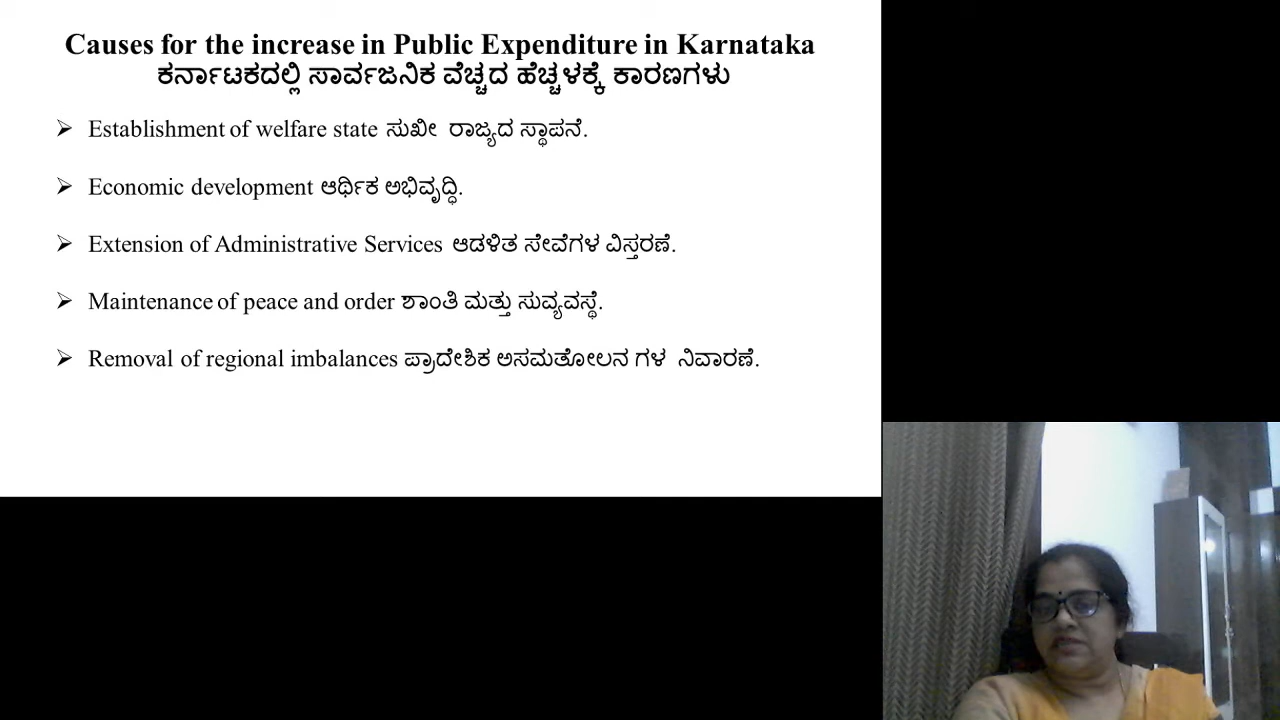 Causes for the increase in Public Expenditure in Karnataka
ಕರ್ನಾಟಕದಲ್ಲಿ ಸಾರ್ವಜನಿಕ ವೆಚ್ಚದ ಹೆಚ್ಚಳಕ್ಕೆ ಕಾರಣಗಳು
➢ Establishment of welfare state ಸುಖೀ ರಾಜ್ಯದ ಸ್ಥಾಪನೆ.
➢ Economic development ಆರ್ಥಿಕ ಅಭಿವೃದ್ಧಿ.
➢ Extension of Administrative Services ಆಡಳಿತ ಸೇವೆಗಳ ವಿಸ್ತರಣೆ.
➢ Maintenance of peace and order ಶಾಂತಿ ಮತ್ತು ಸುವ್ಯವಸ್ಥೆ.
➢ Removal of regional imbalances ಪ್ರಾದೇಶಿಕ ಅಸಮತೋಲನ ಗಳ ನಿವಾರಣೆ.